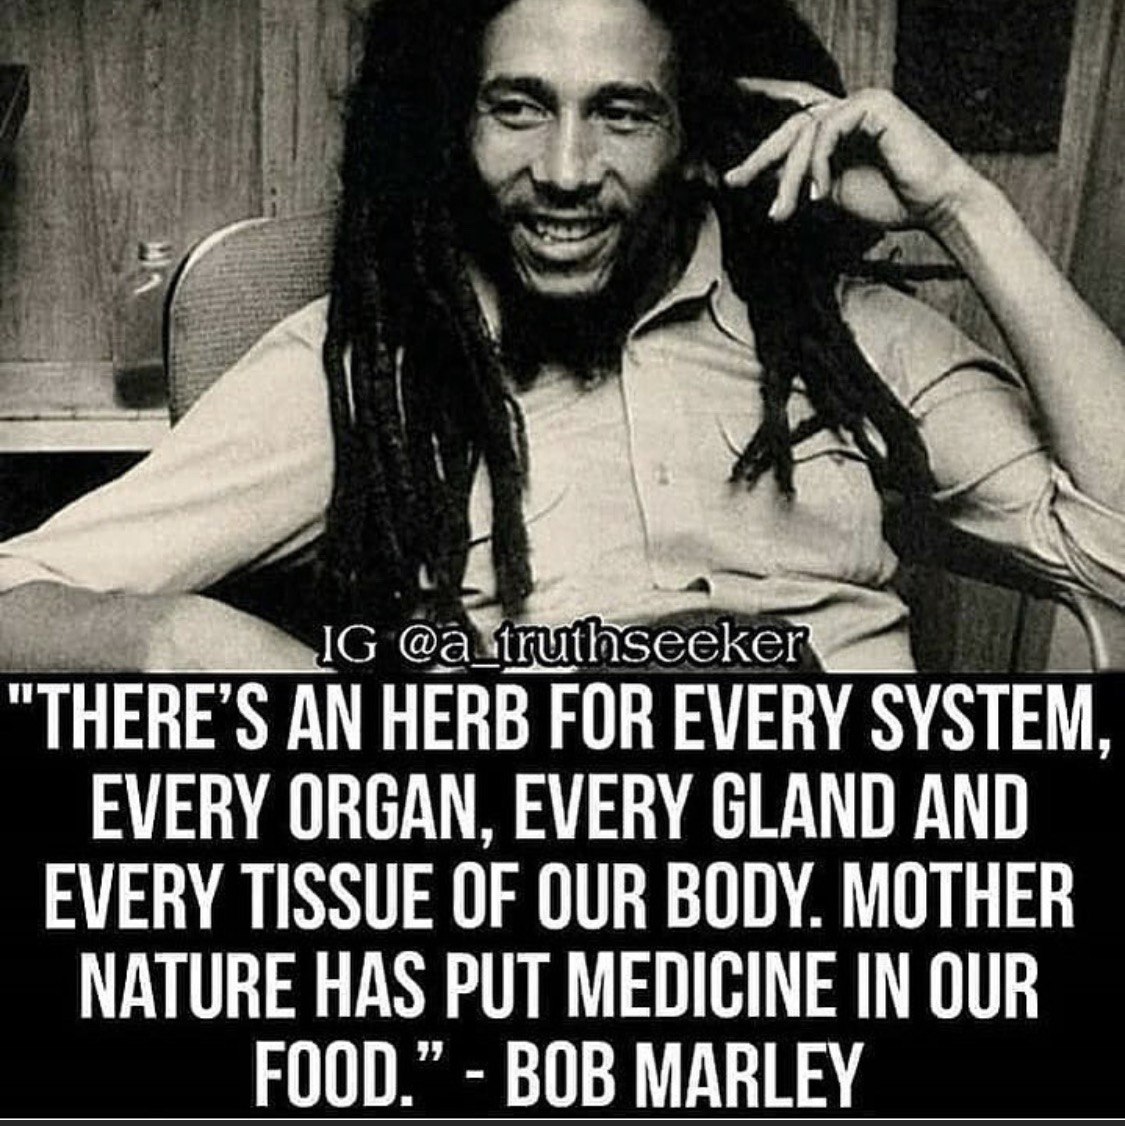 IG @a_truthseeker
"THERE’S AN HERB FOR EVERY SYSTEM,
EVERY ORGAN, EVERY GLAND AND
EVERY TISSUE OF OUR BODY. MOTHER
NATURE HAS PUT MEDICINE IN OUR
FOOD.” - BOB MARLEY